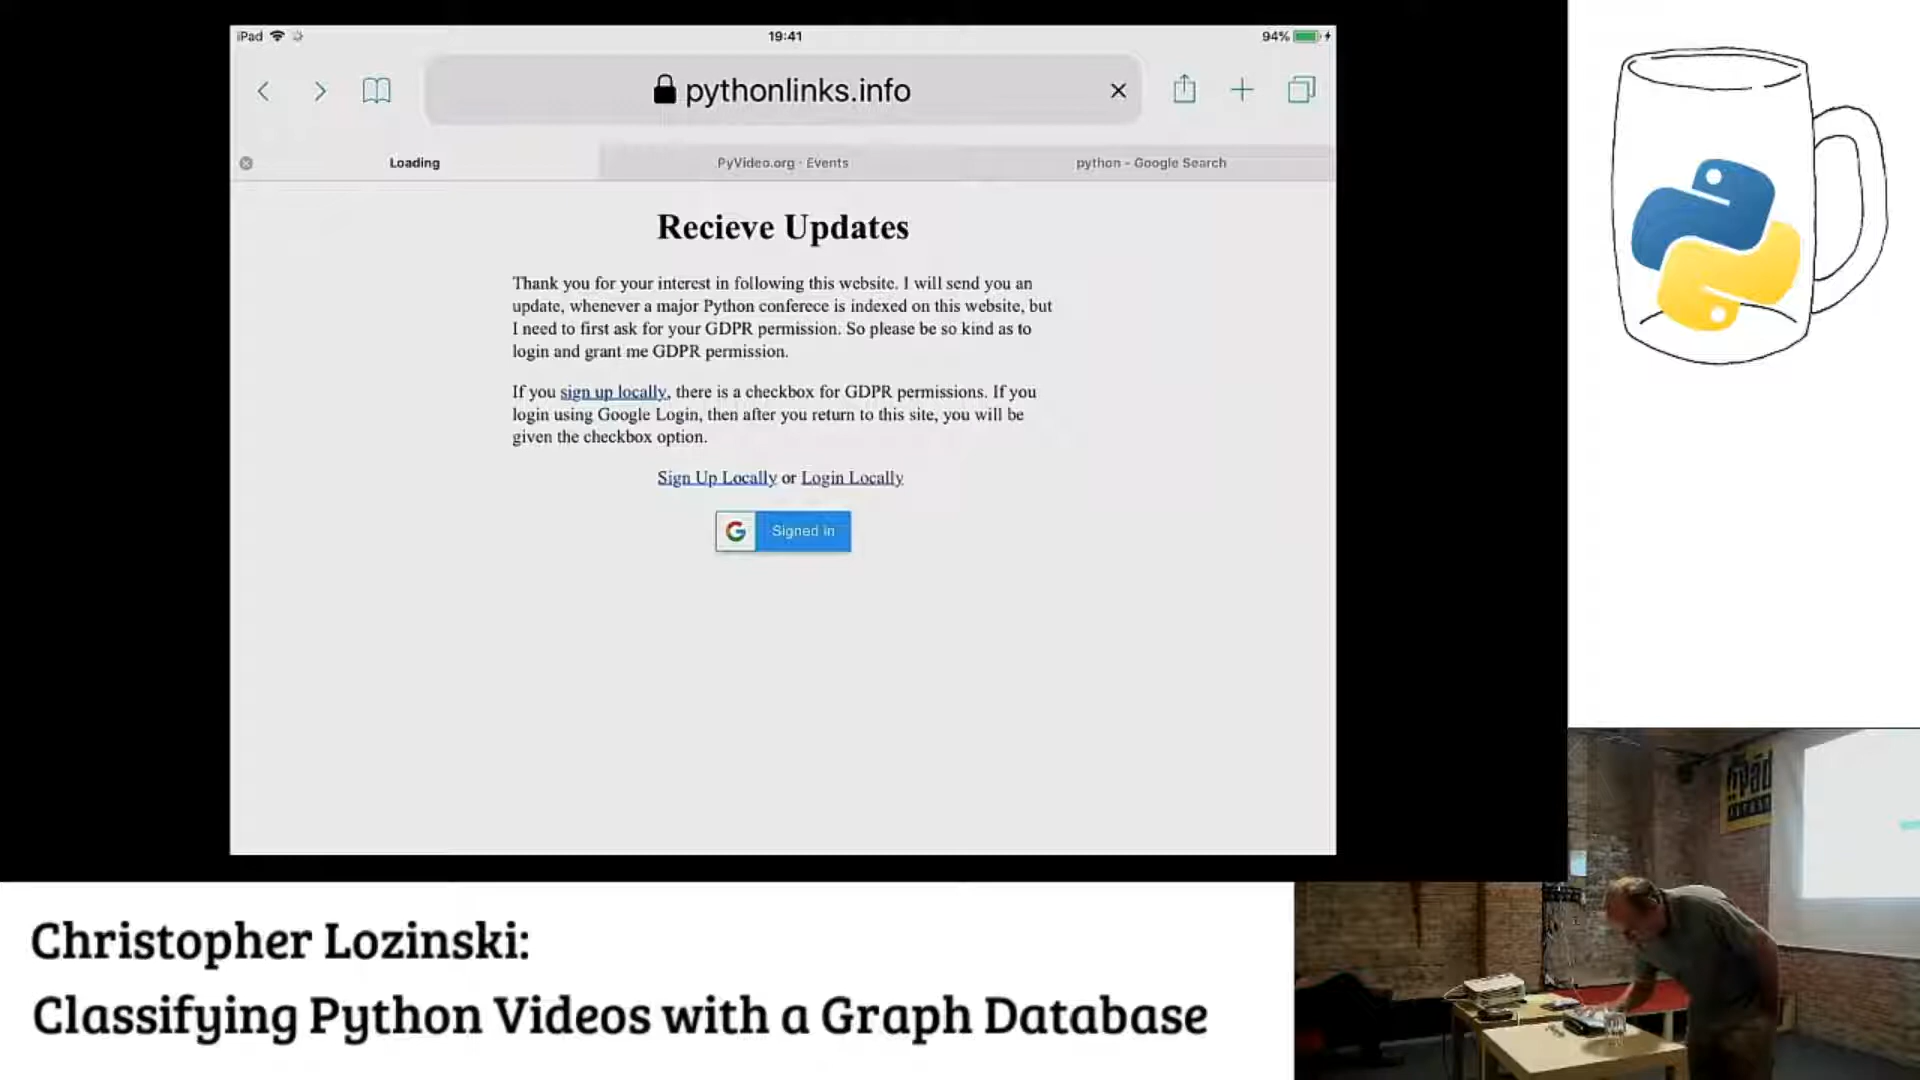 iPad
19:41
94%
pythonlinks.info
Loading
PyVideo.org - Events
python - Google Search
Recieve Updates
Thank you for your interest in following this website. I will send you an
update, whenever a major Python conferece is indexed on this website, but
I need to first ask for your GDPR permission. So please be so kind as to
login and grant me GDPR permission.
If you sign up locally, there is a checkbox for GDPR permissions. If you
login using Google Login, then after you return to this site, you will be
given the checkbox option.
Sign Up Locally or Login Locally
G Signed in
Christopher Lozinski:
Classifying Python Videos with a Graph Database